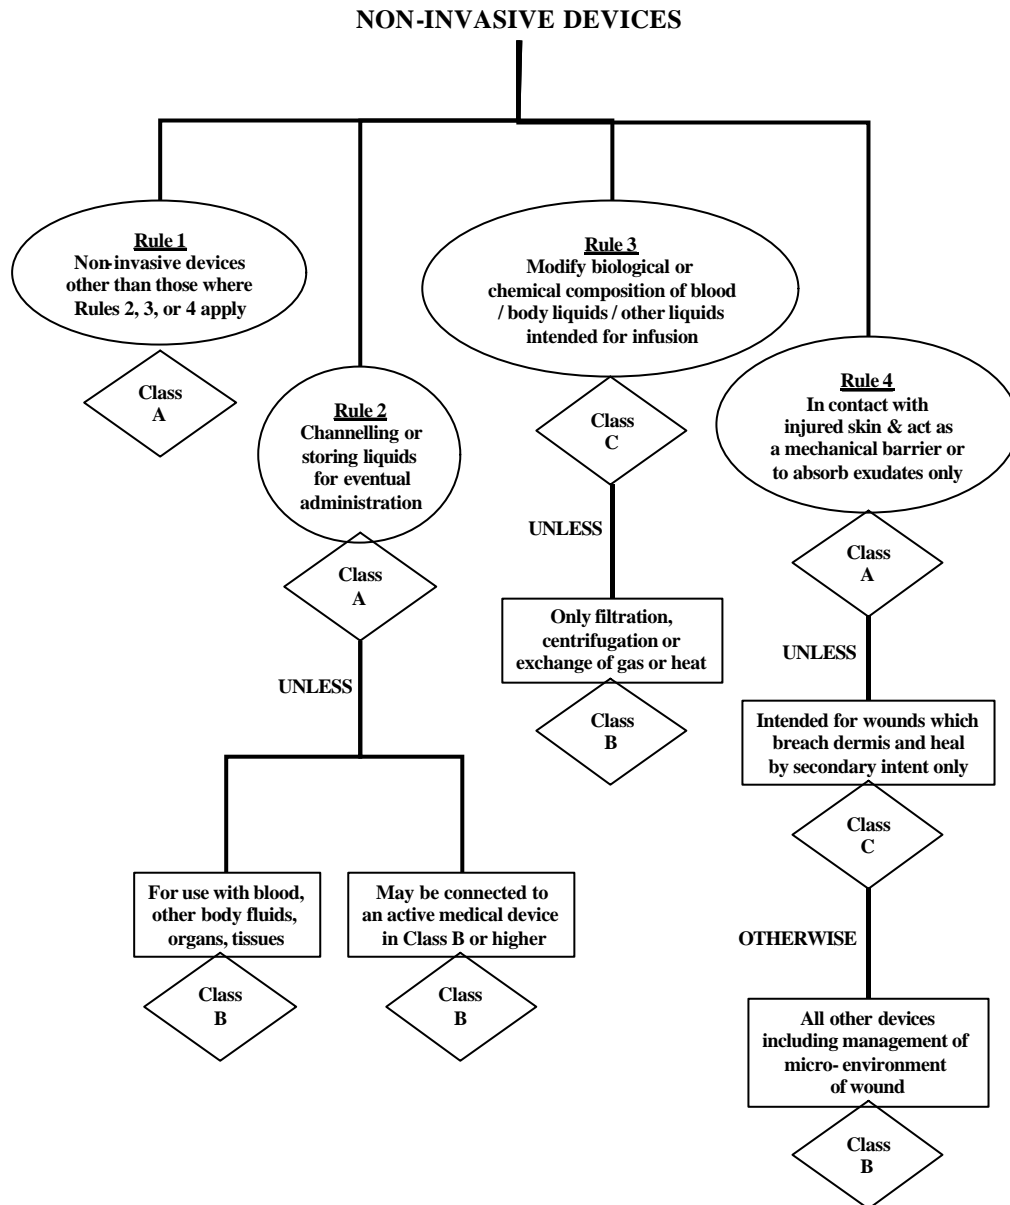 NON-INVASIVE DEVICES
Rule 1
Non-invasive devices
other than those where
Rules 2, 3, or 4 apply
Class
A
Rule 2
Channelling or
storing liquids
for eventual
administration
Class
A
UNLESS
For use with blood,
other body fluids,
organs, tissues
Class
B
May be connected to
an active medical device
in Class B or higher
Class
B
Rule 3
Modify biological or
chemical composition of blood
/ body liquids / other liquids
intended for infusion
Class
C
UNLESS
Only filtration,
centrifugation or
exchange of gas or heat
Class
B
Rule 4
In contact with
injured skin & act as
a mechanical barrier or
to absorb exudates only
Class
A
UNLESS
Intended for wounds which
breach dermis and heal
by secondary intent only
Class
C
OTHERWISE
All other devices
including management of
micro- environment
of wound
Class
B